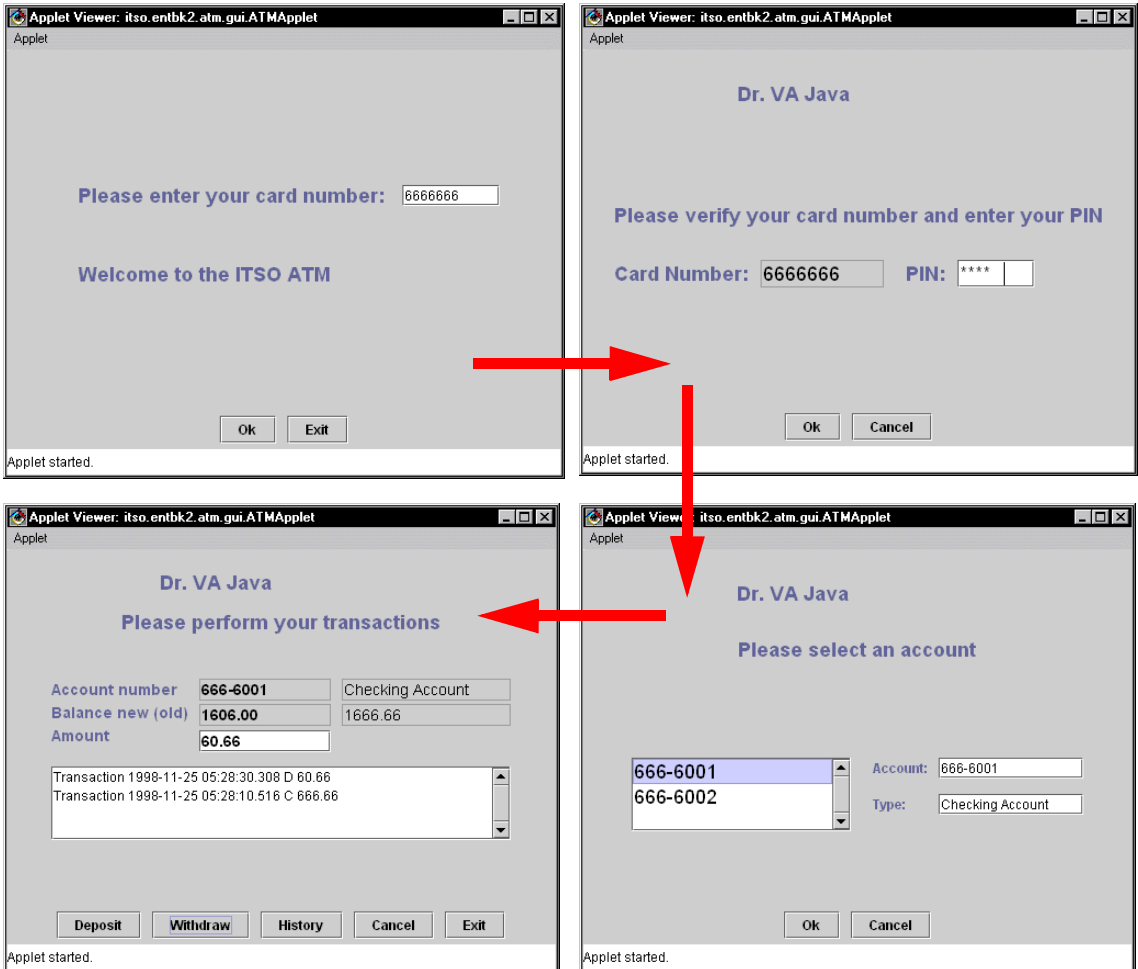 Applet Viewer: itso.entbk2.atm.gui.ATMApplet
Applet
Please enter your card number: 6666666
Welcome to the ITSO ATM
Ok Exit
Applet started.
Applet Viewer: itso.entbk2.atm.gui.ATMApplet
Applet
Dr. VA Java
Please verify your card number and enter your PIN
Card Number: 6666666 PIN: ****
Ok Cancel
Applet started.
Applet Viewer: itso.entbk2.atm.gui.ATMApplet
Applet
Dr. VA Java
Please select an account
666-6001
666-6002
Account: 666-6001
Type: Checking Account
Ok Cancel
Applet started.
Applet Viewer: itso.entbk2.atm.gui.ATMApplet
Applet
Dr. VA Java
Please perform your transactions
Account number 666-6001 Checking Account
Balance new (old) 1606.00 1666.66
Amount 60.66
Transaction 1998-11-25 05:28:30.308 D 60.66
Transaction 1998-11-25 05:28:10.516 C 666.66
Deposit Withdraw History Cancel Exit
Applet started.